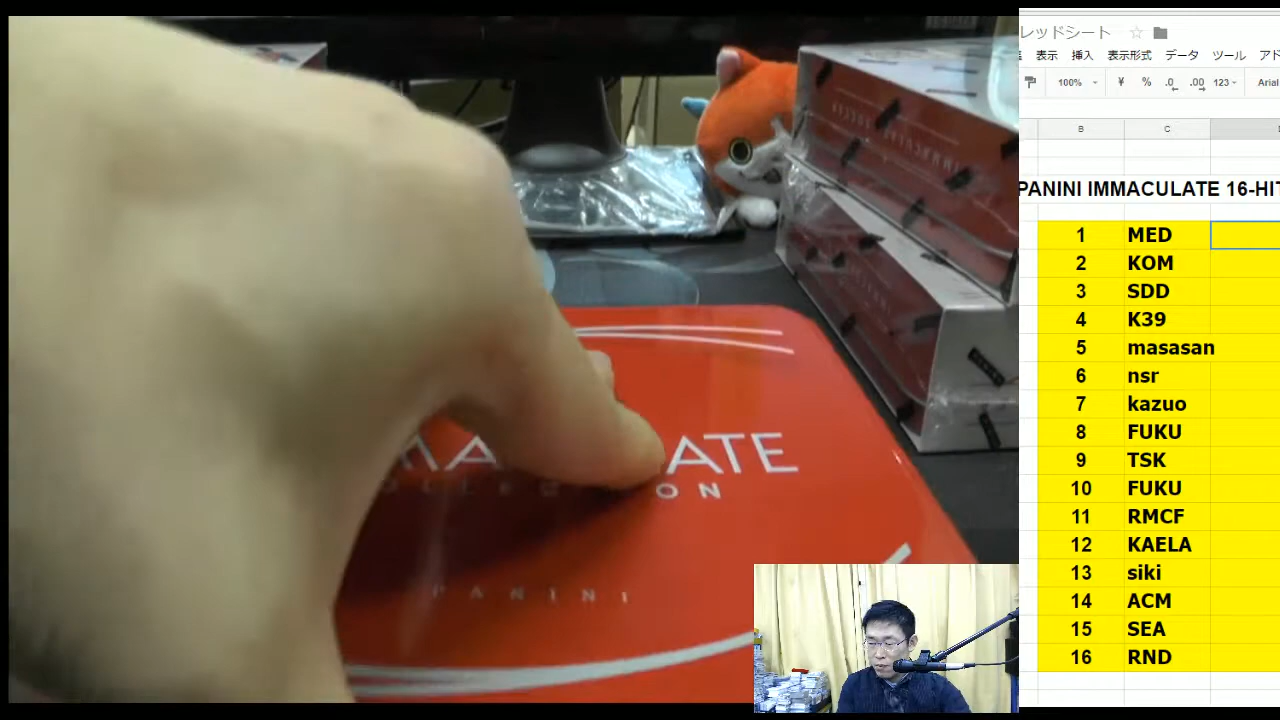 レッドシート
表示 挿入 表示形式 データ ツール アド
100% ¥ % .0 .00 123 Arial
B C
PANINI IMMACULATE 16-HIT
1 MED
2 KOM
3 SDD
4 K39
5 masasan
6 nsr
7 kazuo
8 FUKU
9 TSK
10 FUKU
11 RMCF
12 KAELA
13 siki
14 ACM
15 SEA
16 RND
ATE
ON
PANINI